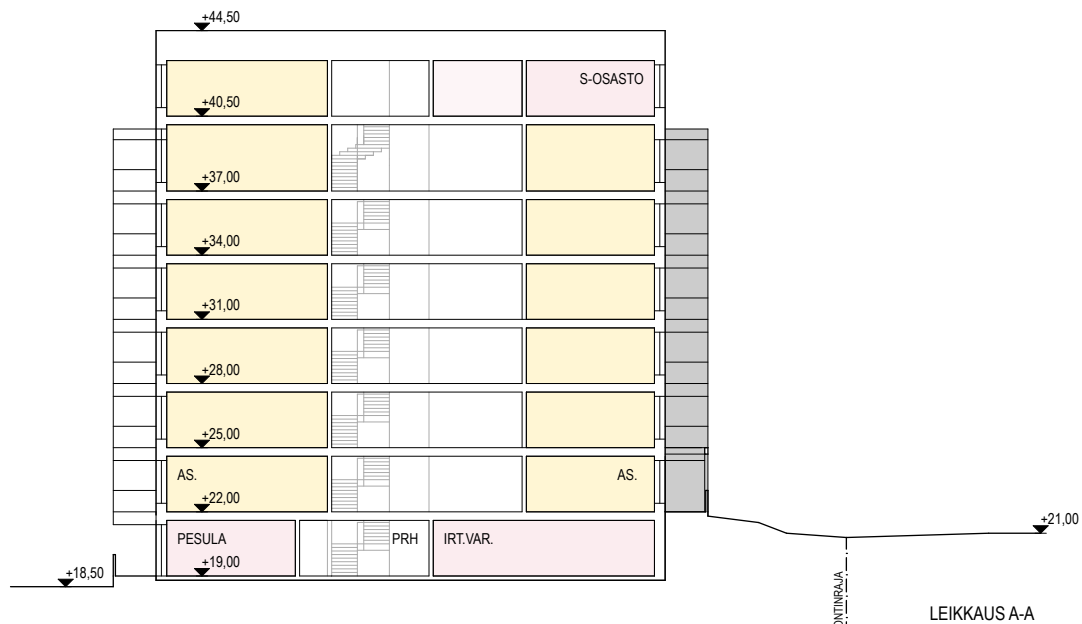 +44,50
S-OSASTO
+40,50
+37,00
+34,00
+31,00
+28,00
+25,00
AS. AS.
+22,00
PESULA PRH IRT.VAR.
+19,00
+21,00
+18,50
LEIKKAUS A-A